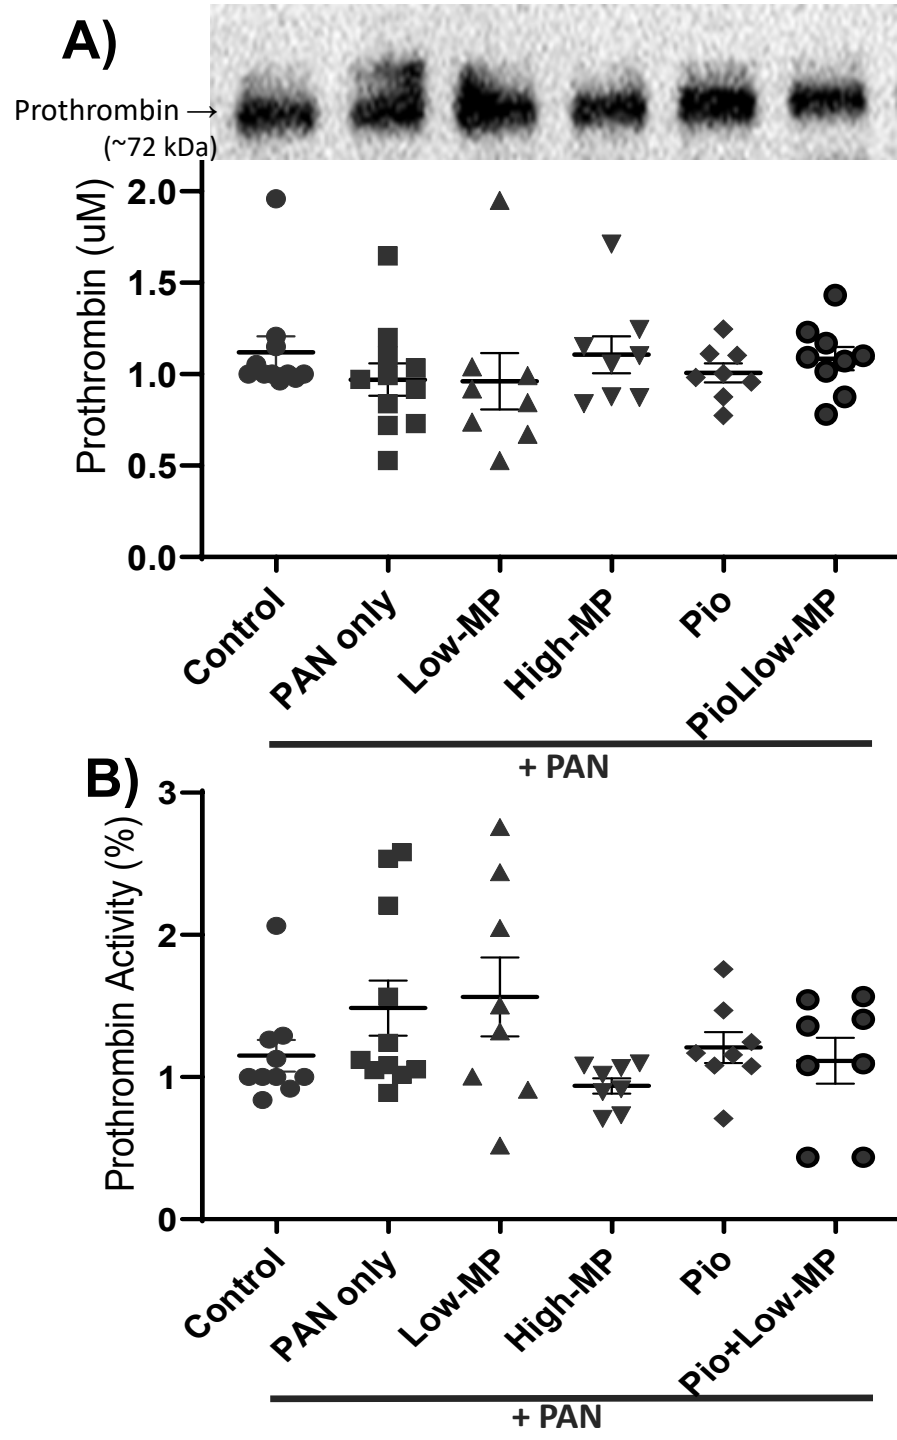 A)
Prothrombin →
(~72 kDa)
Prothrombin (uM)
2.0
1.5
1.0
0.5
0.0
Control
PAN only
Low-MP
High-MP
Pio
PioLlow-MP
+ PAN
B)
Prothrombin Activity (%)
3
2
1
0
Control
PAN only
Low-MP
High-MP
Pio
Pio+Low-MP
+ PAN